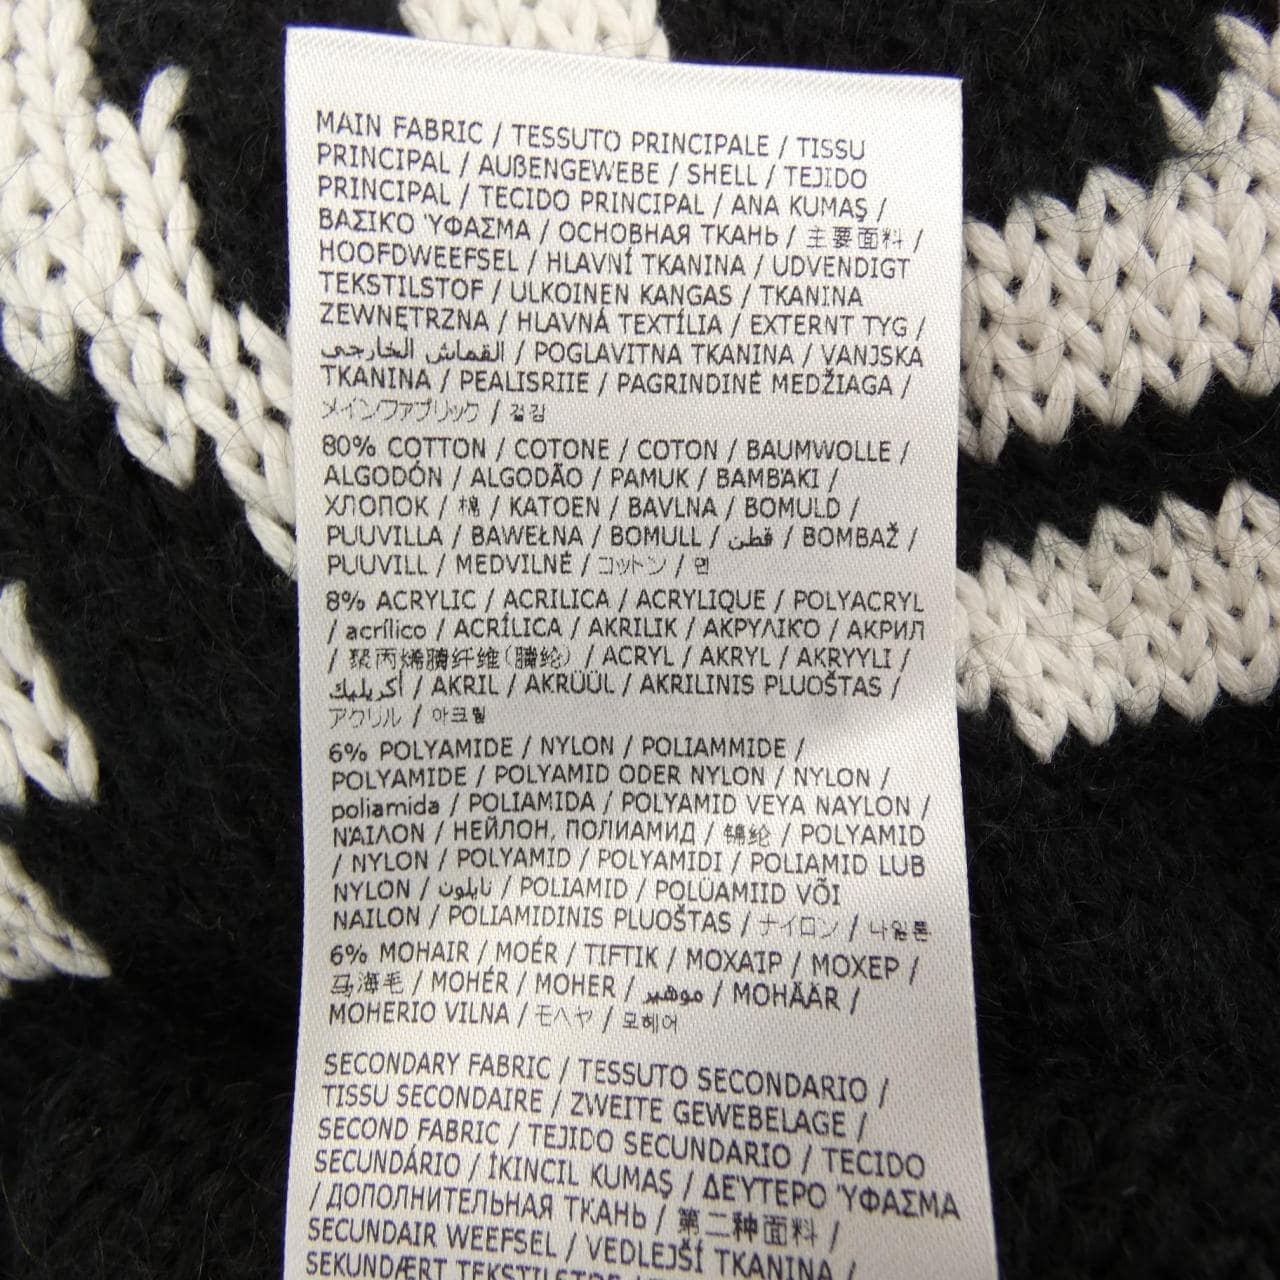 MAIN FABRIC / TESSUTO PRINCIPALE / TISSU
PRINCIPAL / AUßENGEWEBE / SHELL / TEJIDO
PRINCIPAL / TECIDO PRINCIPAL / ANA KUMAŞ /
ΒΑΣΙΚΟ ΎΦΑΣΜΑ / ОСНОВНАЯ ТКАНЬ / 主要面料 /
HOOFDWEEFSEL / HLAVNÍ TKANINA / UDVENDIGT
TEKSTILSTOF / ULKOINEN KANGAS / TKANINA
ZEWNĘTRZNA / HLAVNÁ TEXTÍLIA / EXTERNT TYG /
القماش الخارجي / POGLAVITNA TKANINA / VANJSKA
TKANINA / PEALISRIIE / PAGRINDINĖ MEDŽIAGA /
メインファブリック / 겉감
80% COTTON / COTONE / COTON / BAUMWOLLE /
ALGODÓN / ALGODÃO / PAMUK / ΒΑΜΒΆΚΙ /
ХЛОПОК / 棉 / KATOEN / BAVLNA / BOMULD /
PUUVILLA / BAWEŁNA / BOMULL / قطن / BOMBAŽ /
PUUVILL / MEDVILNĖ / コットン / 면
8% ACRYLIC / ACRILICA / ACRYLIQUE / POLYACRYL
/ acrílico / ACRÍLICA / AKRILIK / ΑΚΡΥΛΙΚΌ / АКРИЛ
/ 聚丙烯腈纤维(腈纶) / ACRYL / AKRYL / AKRYYLI /
أكريليك / AKRIL / AKRÜÜL / AKRILINIS PLUOŠTAS /
アクリル / 아크릴
6% POLYAMIDE / NYLON / POLIAMMIDE /
POLYAMIDE / POLYAMID ODER NYLON / NYLON /
poliamida / POLIAMIDA / POLYAMID VEYA NAYLON /
ΝΆΙΛΟΝ / НЕЙЛОН, ПОЛИАМИД / 锦纶 / POLYAMID
/ NYLON / POLYAMID / POLYAMIDI / POLIAMID LUB
NYLON / نايلون / POLIAMID / POLÜAMIID VÕI
NAILON / POLIAMIDINIS PLUOŠTAS / ナイロン / 나일론
6% MOHAIR / MOÉR / TIFTIK / ΜΟΧΑΊΡ / МОХЕР /
马海毛 / MOHÉR / MOHER / موهير / MOHÄÄR /
MOHERIO VILNA / モヘヤ / 모헤어
SECONDARY FABRIC / TESSUTO SECONDARIO /
TISSU SECONDAIRE / ZWEITE GEWEBELAGE /
SECOND FABRIC / TEJIDO SECUNDARIO / TECIDO
SECUNDÁRIO / İKINCIL KUMAŞ / ΔΕΎΤΕΡΟ ΎΦΑΣΜΑ
/ ДОПОЛНИТЕЛЬНАЯ ТКАНЬ / 第二种面料 /
SECUNDAIR WEEFSEL / VEDLEJŠÍ TKANINA /
SEKUNDÆRT TEKSTILSTOF /